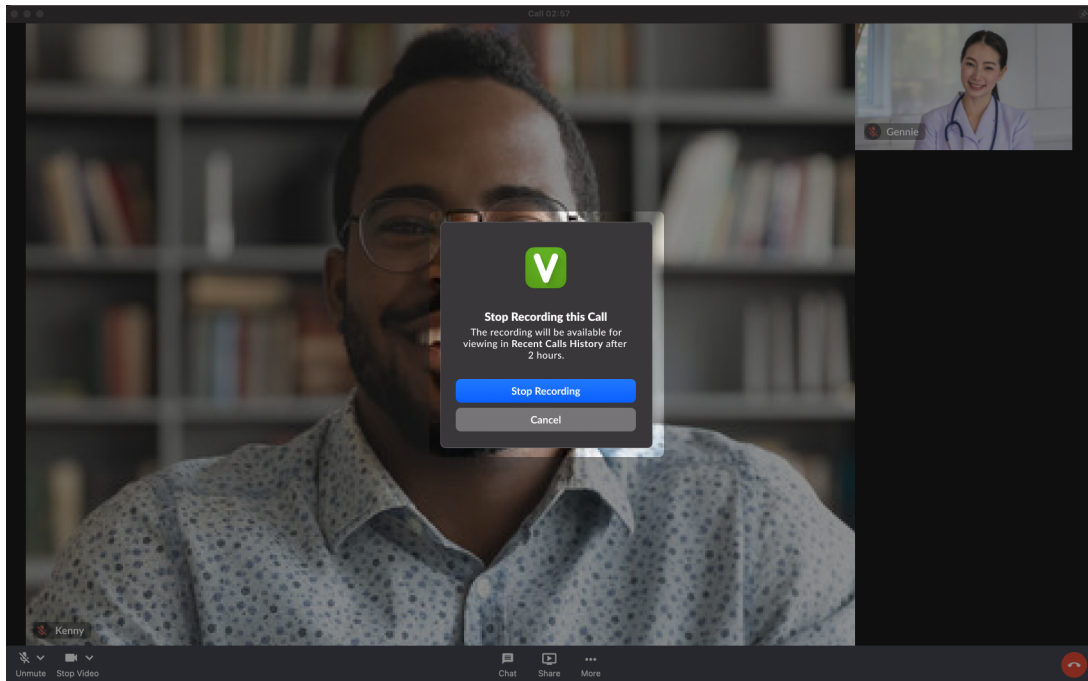 Call 02:57
Gennie
V
Stop Recording this Call
The recording will be available for
viewing in Recent Calls History after
2 hours.
Stop Recording
Cancel
Kenny
Unmute
Stop Video
Chat
Share
More